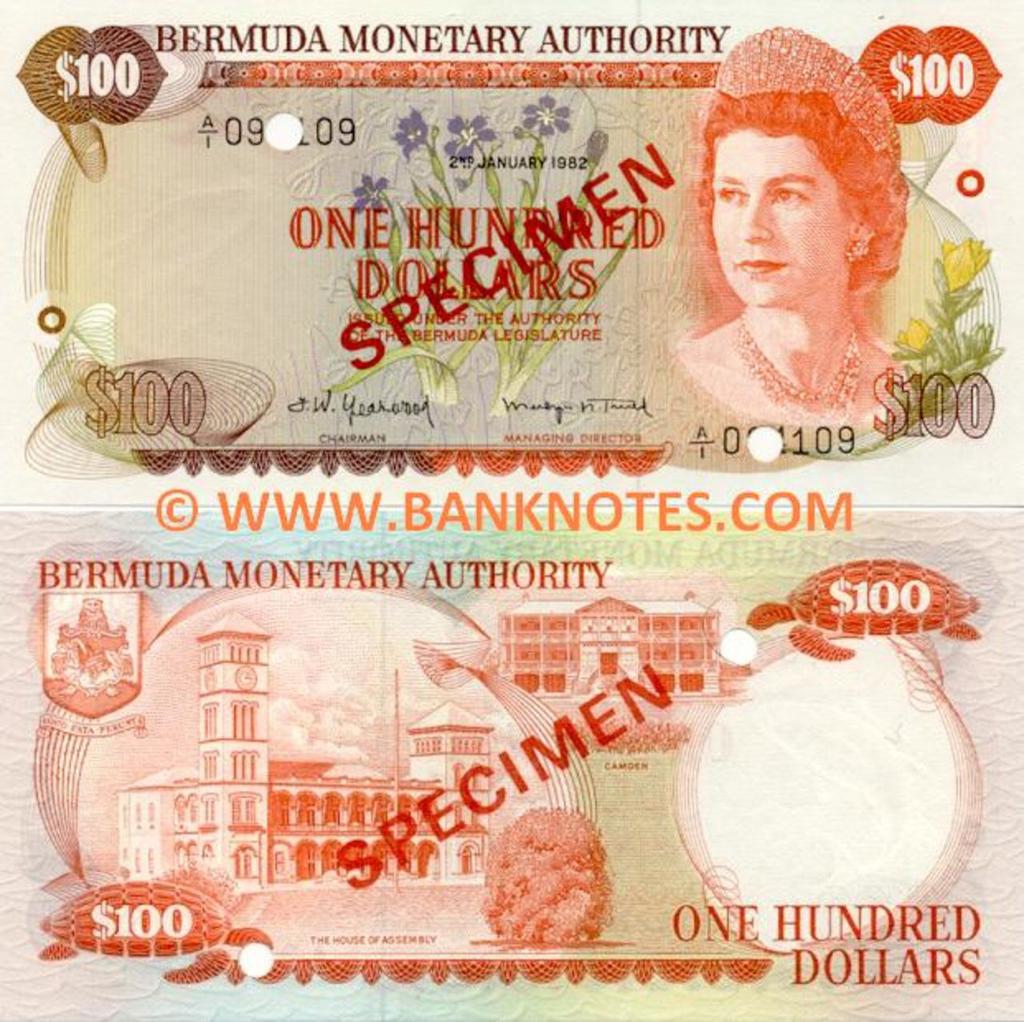 BERMUDA MONETARY AUTHORITY
$100
$100
A/1 09 109
2ND JANUARY 1982
ONE HUNDRED
DOLLARS
SPECIMEN
ISSUED UNDER THE AUTHORITY
OF THE BERMUDA LEGISLATURE
$100
$100
CHAIRMAN
MANAGING DIRECTOR
A/1 0 109
© WWW.BANKNOTES.COM
BERMUDA MONETARY AUTHORITY
$100
SPECIMEN
CAMDEN
$100
THE HOUSE OF ASSEMBLY
ONE HUNDRED
DOLLARS